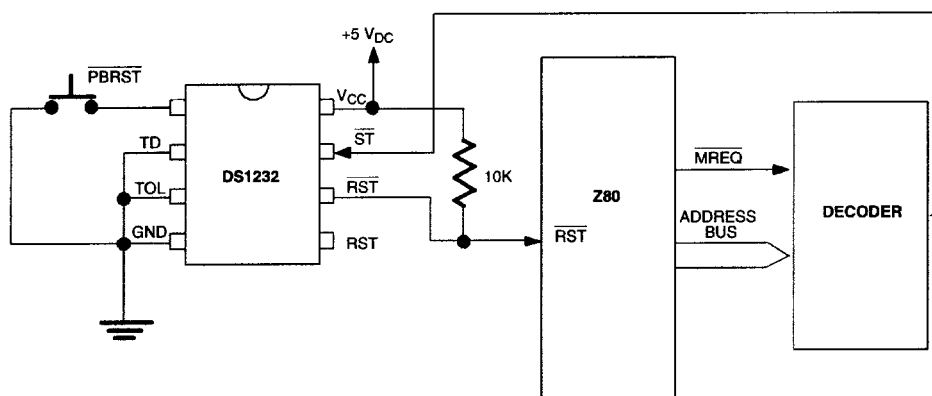 +5 VDC
PBRST
VCC
TD
ST
DS1232
TOL
RST
10K
GND
RST
Z80
RST
MREQ
ADDRESS
BUS
DECODER